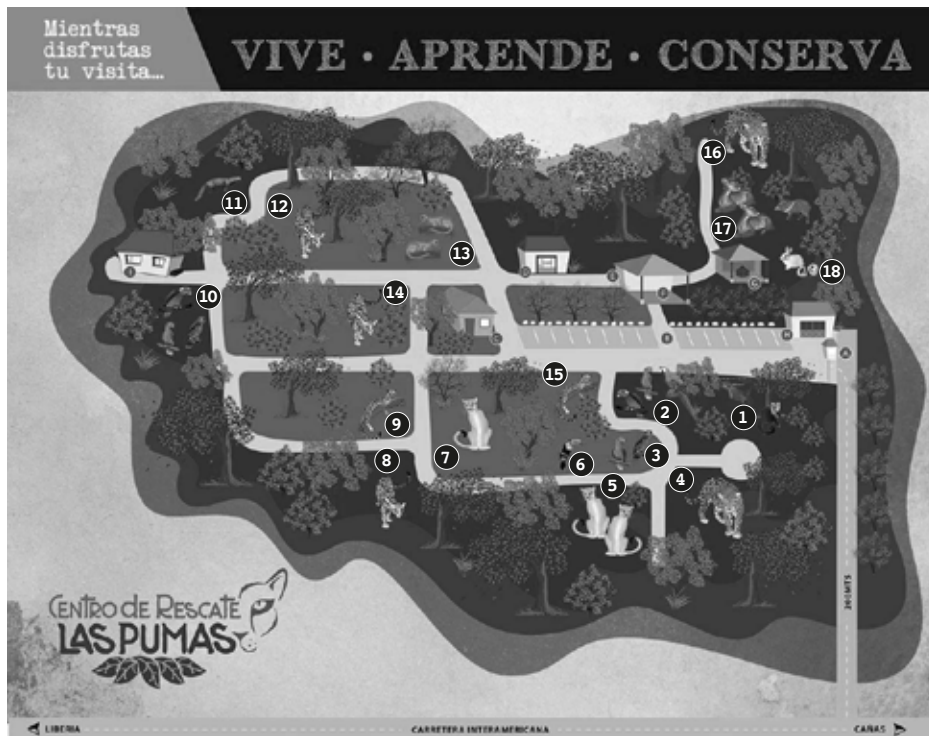 Mientras
disfrutas
tu visita...
VIVE • APRENDE • CONSERVA
16
11
12
17
13
18
10
14
15
2
1
9
3
8
7
6
4
5
CENTRO DE RESCATE
LAS PUMAS
200MTS
LIBERIA
CARRETERA INTERAMERICANA
CAÑAS